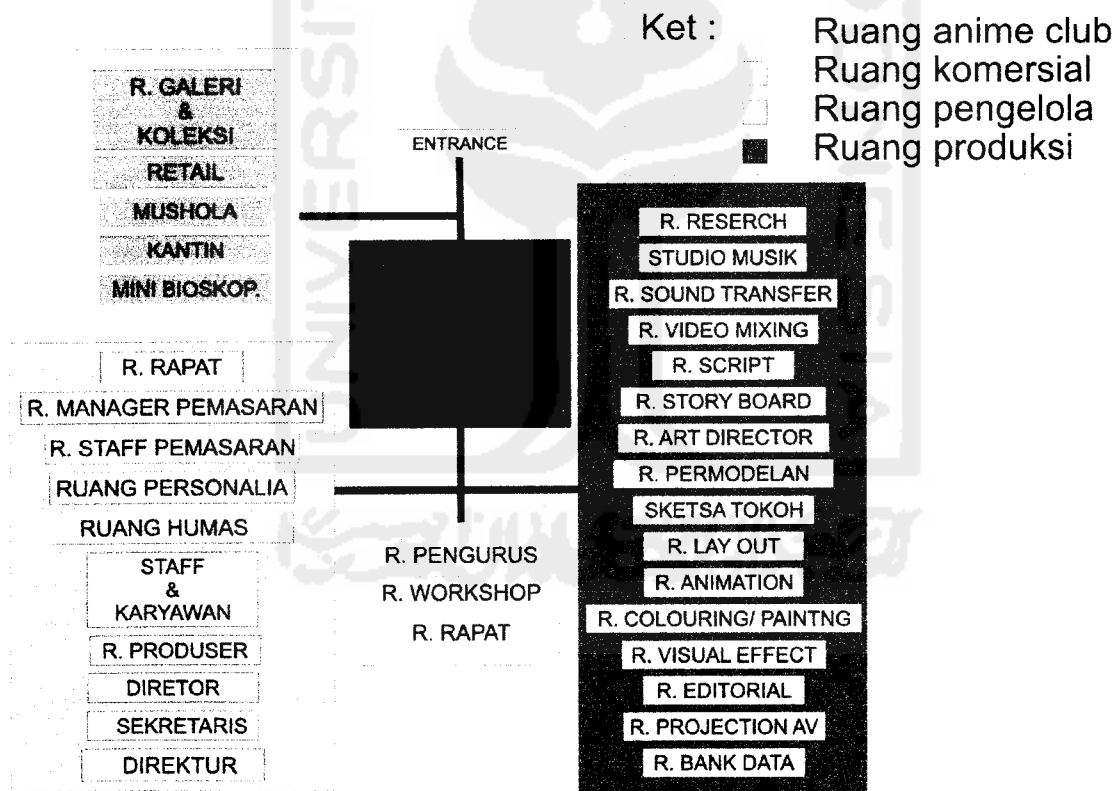 Ket :
Ruang anime club
Ruang komersial
Ruang pengelola
Ruang produksi
R. GALERI
&
KOLEKSI
RETAIL
MUSHOLA
KANTIN
MINI BIOSKOP.
ENTRANCE
R. RAPAT
R. MANAGER PEMASARAN
R. STAFF PEMASARAN
RUANG PERSONALIA
RUANG HUMAS
STAFF
&
KARYAWAN
R. PRODUSER
DIRETOR
SEKRETARIS
DIREKTUR
R. PENGURUS
R. WORKSHOP
R. RAPAT
R. RESERCH
STUDIO MUSIK
R. SOUND TRANSFER
R. VIDEO MIXING
R. SCRIPT
R. STORY BOARD
R. ART DIRECTOR
R. PERMODELAN
SKETSA TOKOH
R. LAY OUT
R. ANIMATION
R. COLOURING/ PAINTNG
R. VISUAL EFFECT
R. EDITORIAL
R. PROJECTION AV
R. BANK DATA